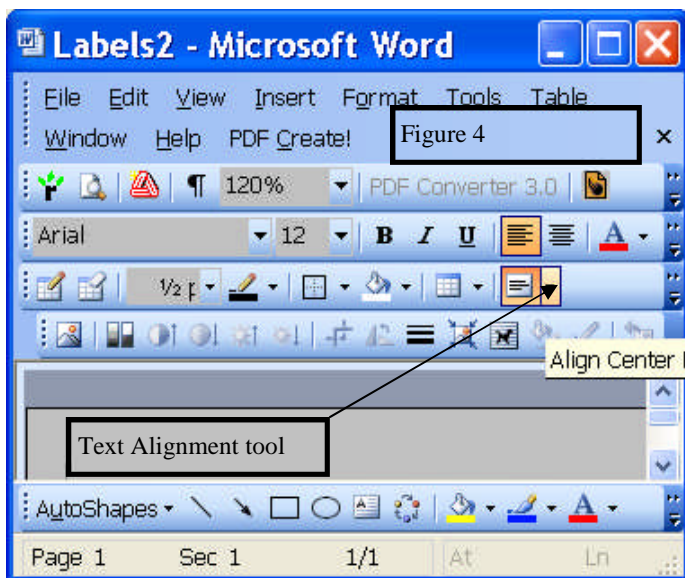 Labels2 - Microsoft Word
File Edit View Insert Format Tools Table
Window Help PDF Create!
Figure 4
¶ 120% PDF Converter 3.0
Arial 12 B I U A
½
Align Center
Text Alignment tool
AutoShapes A
Page 1 Sec 1 1/1 At Ln